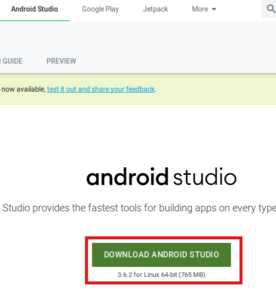 Android Studio Google Play Jetpack More
GUIDE PREVIEW
now available, test it out and share your feedback.
android studio
Studio provides the fastest tools for building apps on every type
DOWNLOAD ANDROID STUDIO
3.6.2 for Linux 64-bit (765 MB)